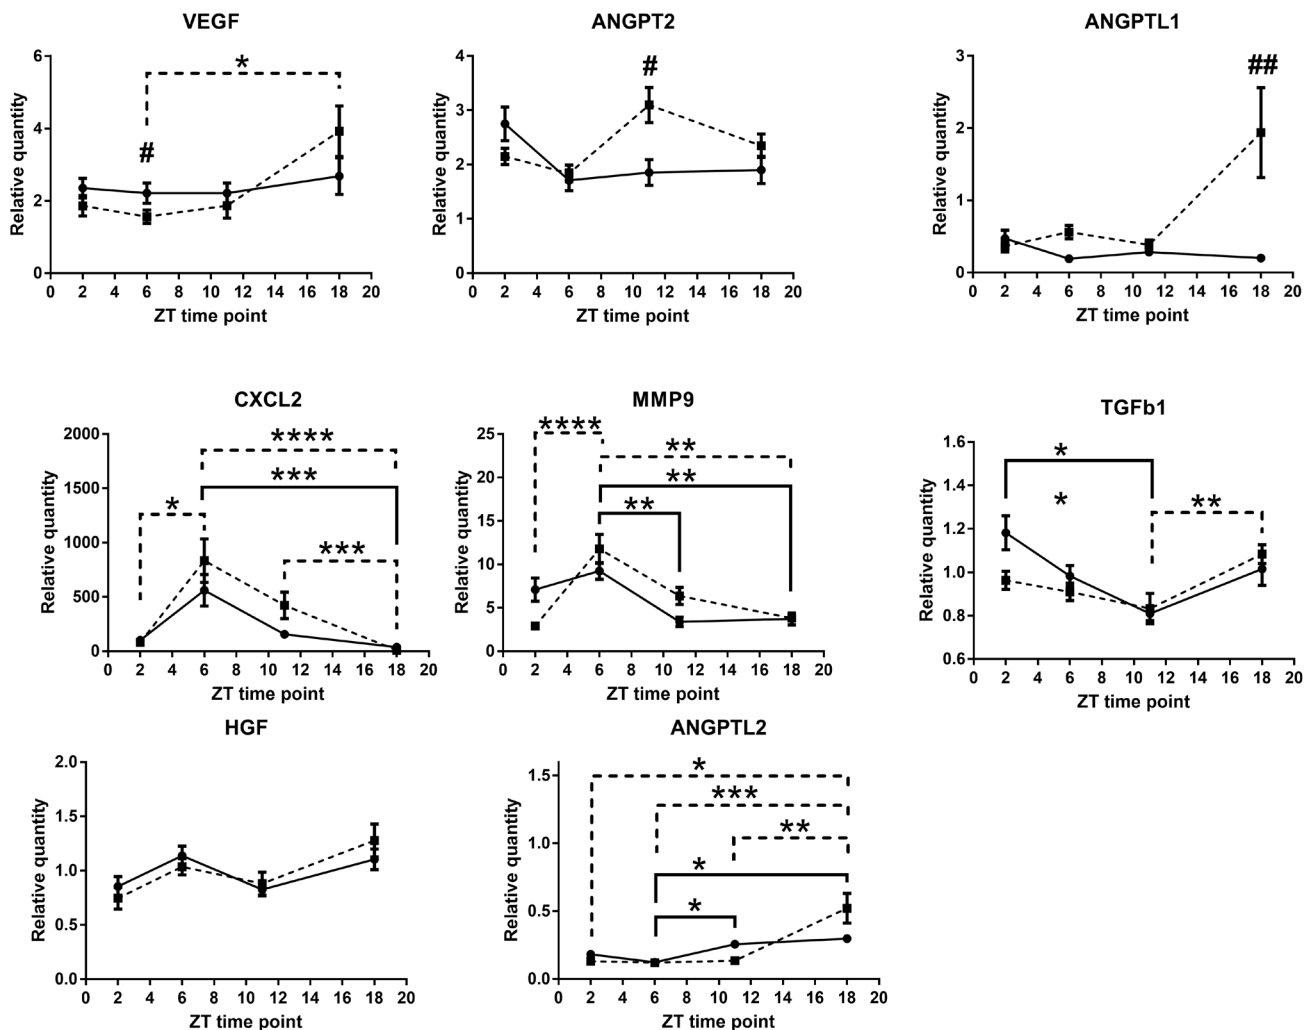 VEGF
Relative quantity
6
4
2
0
*
#
0 2 4 6 8 10 12 14 16 18 20
ZT time point
ANGPT2
Relative quantity
4
3
2
1
0
#
0 2 4 6 8 10 12 14 16 18 20
ZT time point
ANGPTL1
Relative quantity
3
2
1
0
##
0 2 4 6 8 10 12 14 16 18 20
ZT time point
CXCL2
Relative quantity
2000
1500
1000
500
0
****
***
*
***
0 2 4 6 8 10 12 14 16 18 20
ZT time point
MMP9
Relative quantity
25
20
15
10
5
0
****
**
**
**
0 2 4 6 8 10 12 14 16 18 20
ZT time point
TGFb1
Relative quantity
1.6
1.4
1.2
1.0
0.8
0.6
*
*
**
0 2 4 6 8 10 12 14 16 18 20
ZT time point
HGF
Relative quantity
2.0
1.5
1.0
0.5
0.0
0 2 4 6 8 10 12 14 16 18 20
ZT time point
ANGPTL2
Relative quantity
1.5
1.0
0.5
0.0
*
***
**
*
*
0 2 4 6 8 10 12 14 16 18 20
ZT time point